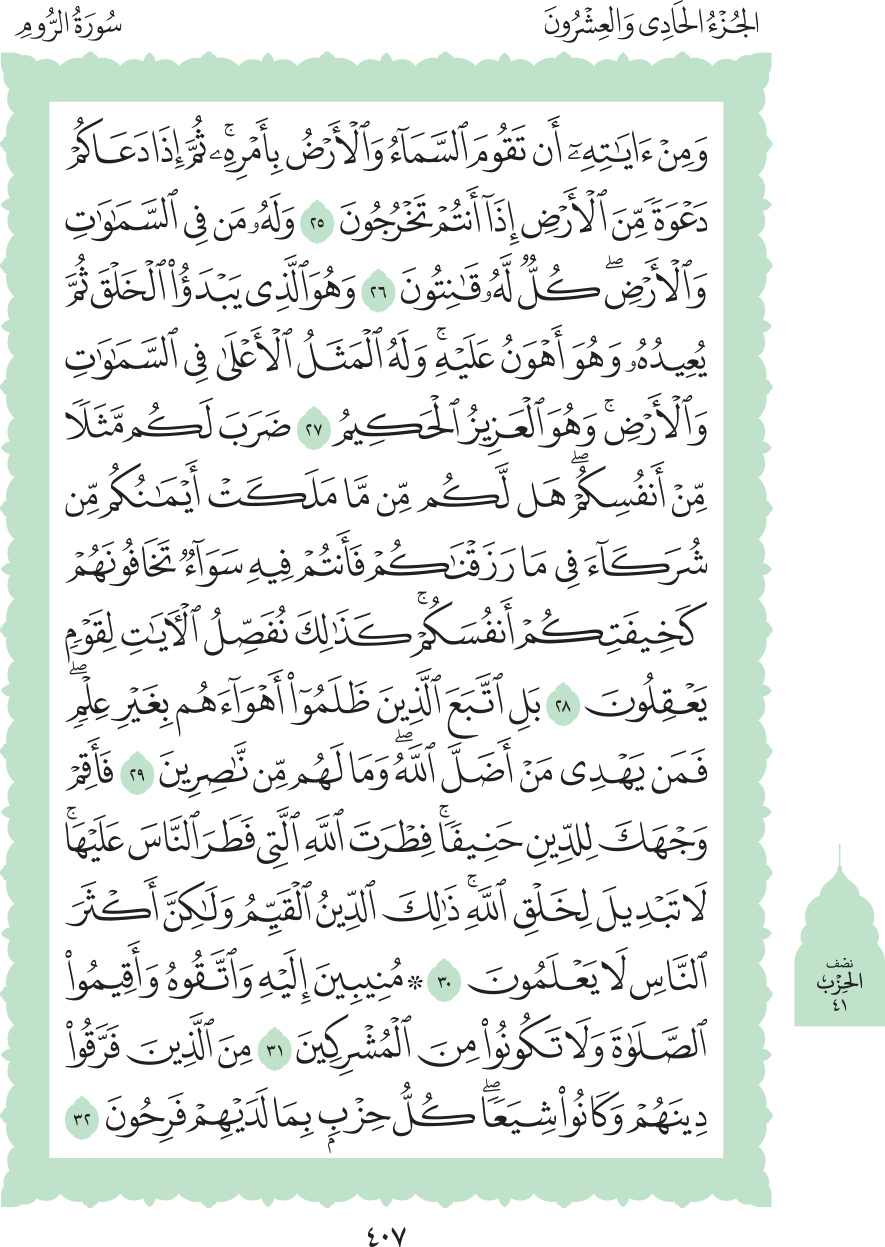 الجُزْءُ الحَادِى وَالعِشْرُونَ
سُورَةُ الرُّومِ
وَمِنْ ءَايَٰتِهِۦٓ أَن تَقُومَ ٱلسَّمَآءُ وَٱلْأَرْضُ بِأَمْرِهِۦۚ ثُمَّ إِذَا دَعَاكُمْ
دَعْوَةً مِّنَ ٱلْأَرْضِ إِذَآ أَنتُمْ تَخْرُجُونَ ٢٥ وَلَهُۥ مَن فِى ٱلسَّمَٰوَٰتِ
وَٱلْأَرْضِۖ كُلٌّ لَّهُۥ قَٰنِتُونَ ٢٦ وَهُوَ ٱلَّذِى يَبْدَؤُا۟ ٱلْخَلْقَ ثُمَّ
يُعِيدُهُۥ وَهُوَ أَهْوَنُ عَلَيْهِۚ وَلَهُ ٱلْمَثَلُ ٱلْأَعْلَىٰ فِى ٱلسَّمَٰوَٰتِ
وَٱلْأَرْضِۚ وَهُوَ ٱلْعَزِيزُ ٱلْحَكِيمُ ٢٧ ضَرَبَ لَكُم مَّثَلًا
مِّنْ أَنفُسِكُمْۖ هَل لَّكُم مِّن مَّا مَلَكَتْ أَيْمَٰنُكُم مِّن
شُرَكَآءَ فِى مَا رَزَقْنَٰكُمْ فَأَنتُمْ فِيهِ سَوَآءٌ تَخَافُونَهُمْ
كَخِيفَتِكُمْ أَنفُسَكُمْۚ كَذَٰلِكَ نُفَصِّلُ ٱلْءَايَٰتِ لِقَوْمٍ
يَعْقِلُونَ ٢٨ بَلِ ٱتَّبَعَ ٱلَّذِينَ ظَلَمُوٓا۟ أَهْوَآءَهُم بِغَيْرِ عِلْمٍۖ
فَمَن يَهْدِى مَنْ أَضَلَّ ٱللَّهُۖ وَمَا لَهُم مِّن نَّٰصِرِينَ ٢٩ فَأَقِمْ
وَجْهَكَ لِلدِّينِ حَنِيفًاۚ فِطْرَتَ ٱللَّهِ ٱلَّتِى فَطَرَ ٱلنَّاسَ عَلَيْهَاۚ
لَا تَبْدِيلَ لِخَلْقِ ٱللَّهِۚ ذَٰلِكَ ٱلدِّينُ ٱلْقَيِّمُ وَلَٰكِنَّ أَكْثَرَ
ٱلنَّاسِ لَا يَعْلَمُونَ ٣٠ ۞ مُنِيبِينَ إِلَيْهِ وَٱتَّقُوهُ وَأَقِيمُوا۟
ٱلصَّلَوٰةَ وَلَا تَكُونُوا۟ مِنَ ٱلْمُشْرِكِينَ ٣١ مِنَ ٱلَّذِينَ فَرَّقُوا۟
دِينَهُمْ وَكَانُوا۟ شِيَعًاۖ كُلُّ حِزْبٍۭ بِمَا لَدَيْهِمْ فَرِحُونَ ٣٢
نصْف
الحِزْبْ
٤١
٤٠٧